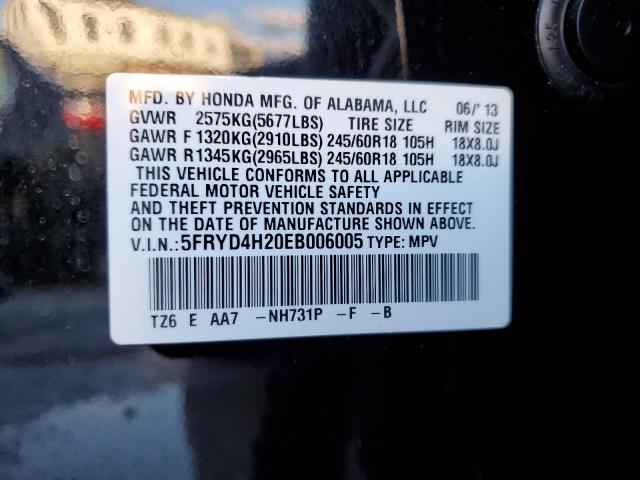 MFD. BY HONDA MFG. OF ALABAMA, LLC 06/'13
GVWR 2575KG(5677LBS) TIRE SIZE RIM SIZE
GAWR F 1320KG(2910LBS) 245/60R18 105H 18X8.0J
GAWR R 1345KG(2965LBS) 245/60R18 105H 18X8.0J
THIS VEHICLE CONFORMS TO ALL APPLICABLE
FEDERAL MOTOR VEHICLE SAFETY
AND THEFT PREVENTION STANDARDS IN EFFECT
ON THE DATE OF MANUFACTURE SHOWN ABOVE.
V.I.N.: 5FRYD4H20EB006005 TYPE: MPV
TZ6 E AA7 -NH731P -F -B